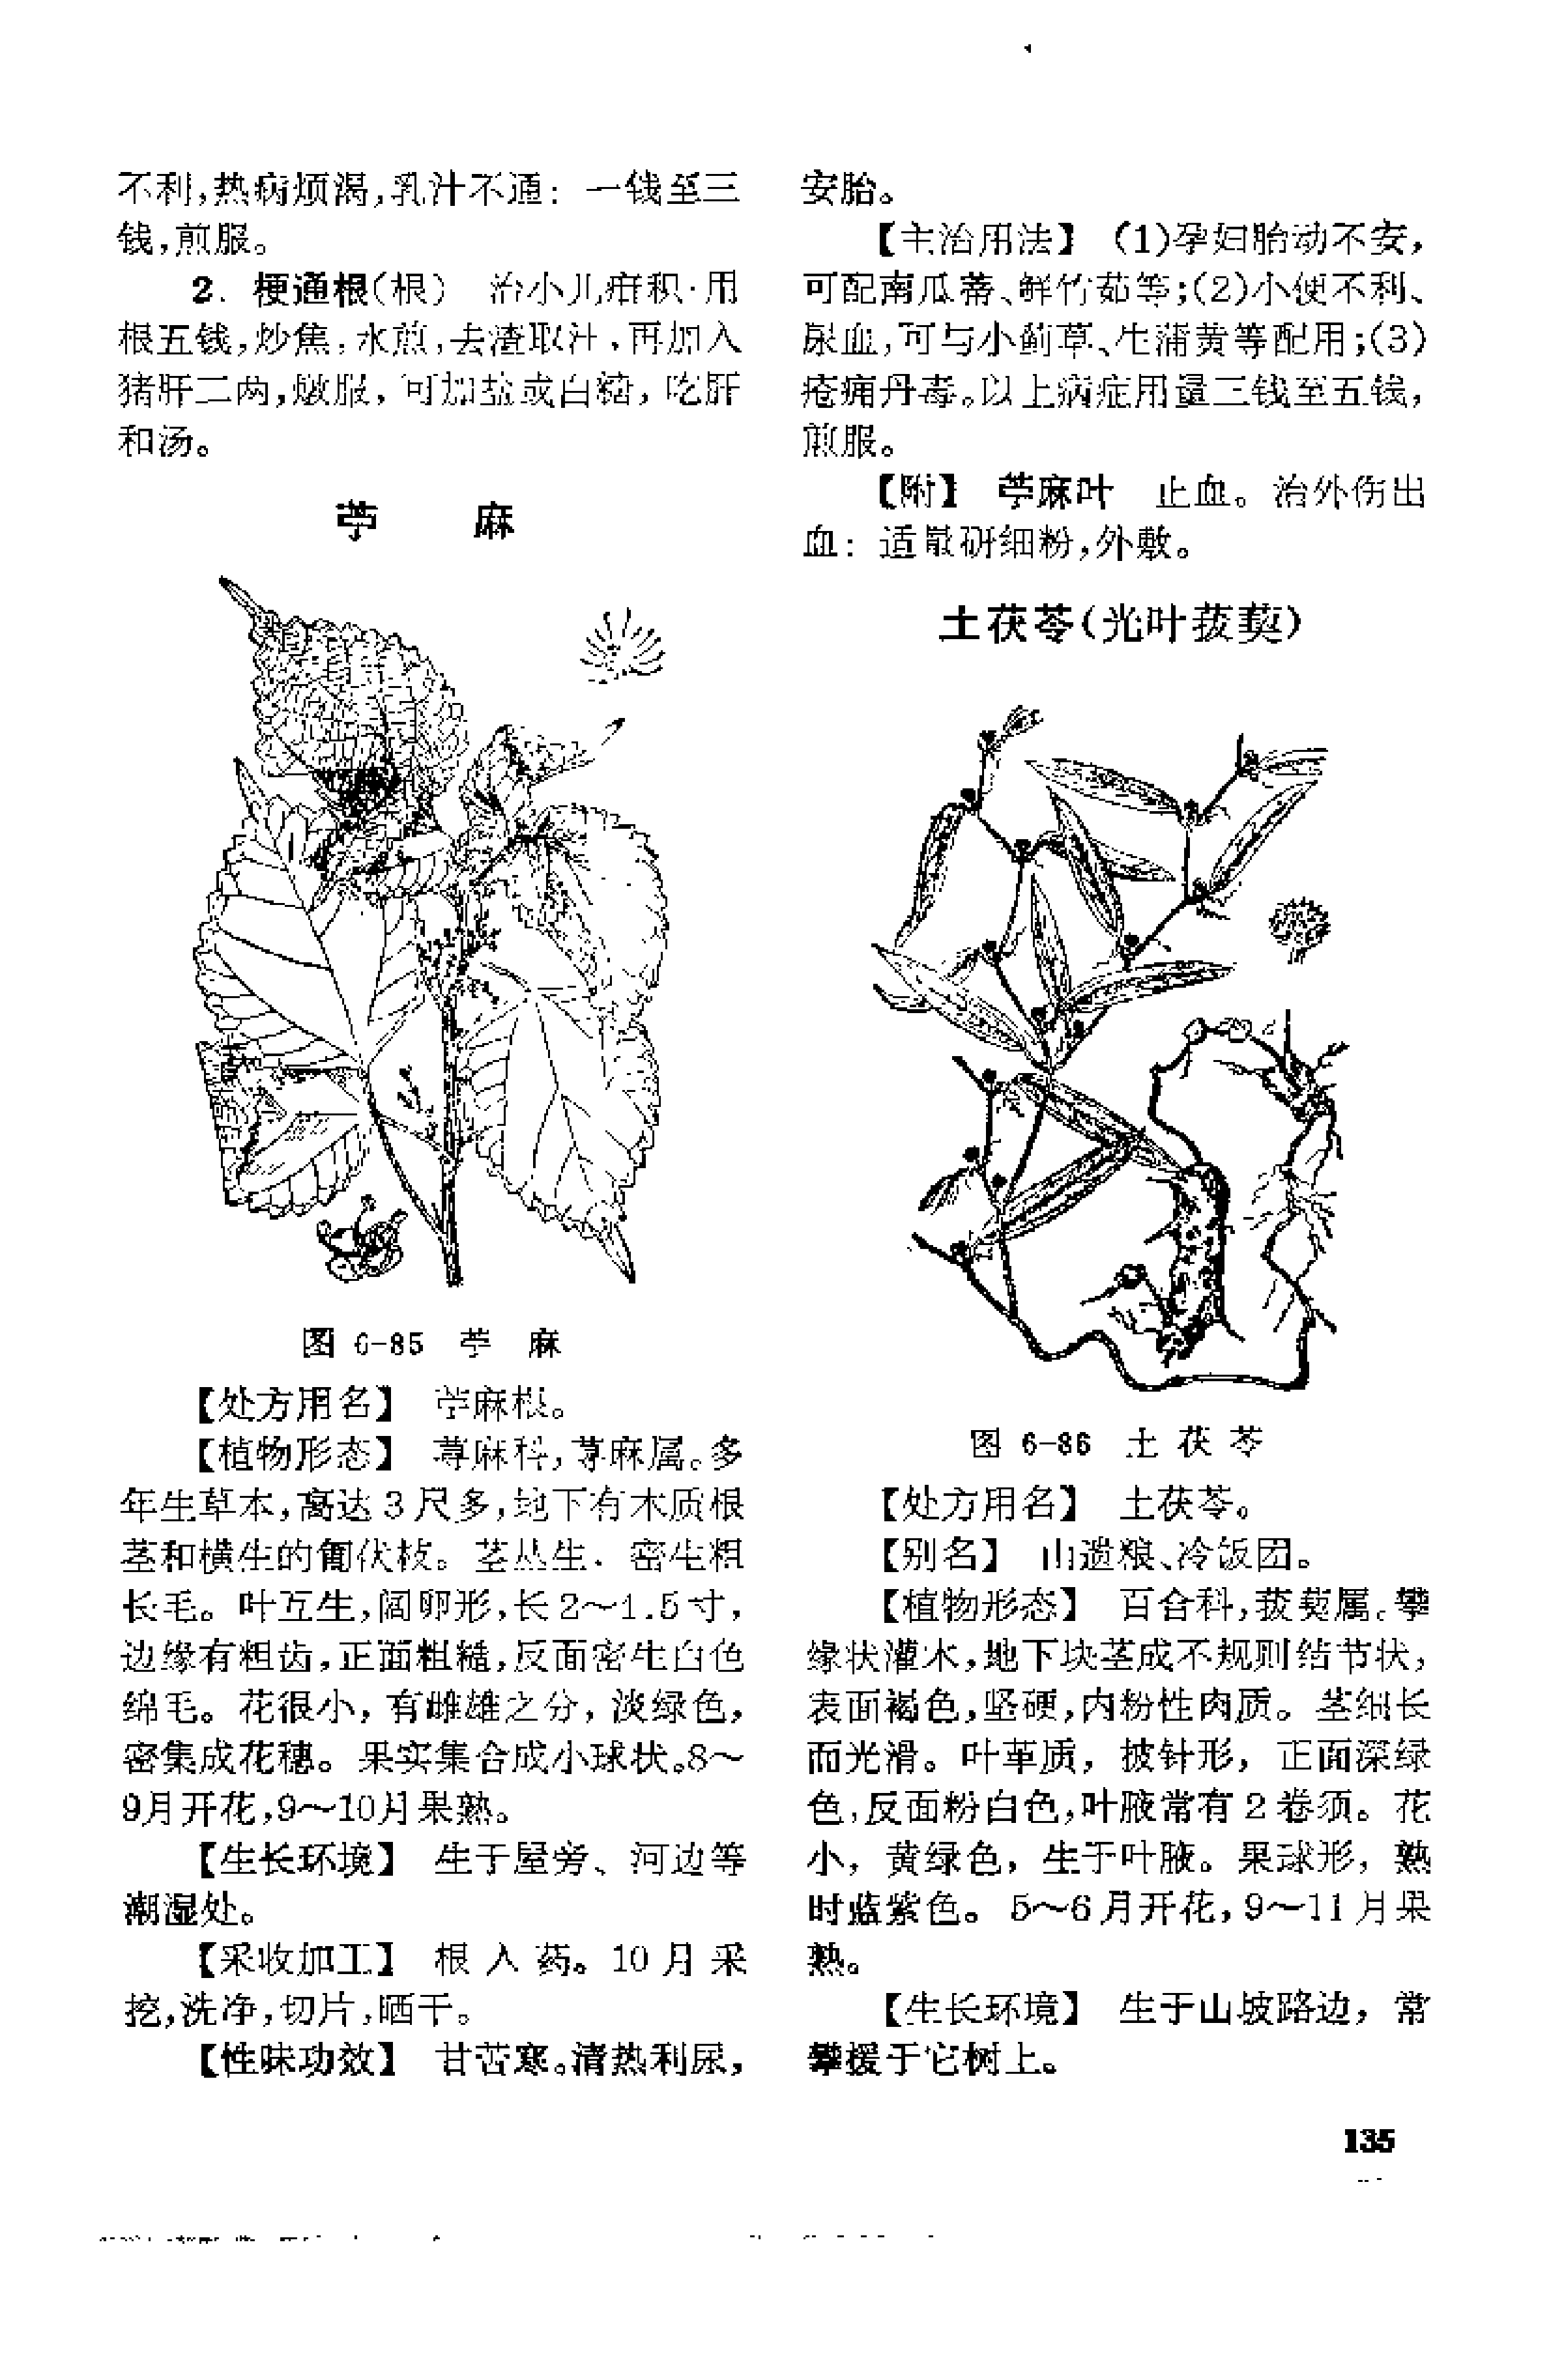 不利,热病烦渴,乳汁不通: 一钱至三
钱,煎服。
2. 梗通根(根) 治小儿疳积:用
根五钱,炒焦,水煎,去渣取汁,再加入
猪肝二两,燉服, 可加盐或白糖, 吃肝
和汤。
苧 麻
图 6-85 苧 麻
【处方用名】 苧麻根。
【植物形态】 荨麻科,荨麻属。多
年生草本,高达3尺多,地下有木质根
茎和横生的匍伏枝。茎丛生. 密生粗
长毛。叶互生,阔卵形,长2～1.5寸,
边缘有粗齿,正面粗糙,反面密生白色
绵毛。花很小, 有雌雄之分, 淡绿色,
密集成花穗。果实集合成小球状。8～
9月开花,9～10月果熟。
【生长环境】 生于屋旁、河边等
潮湿处。
【采收加工】 根入药。10月采
挖,洗净,切片,晒干。
【性味功效】 甘苦寒。清热利尿,
安胎。
【主治用法】 (1)孕妇胎动不安,
可配南瓜蒂、鲜竹茹等;(2)小便不利、
尿血,可与小蓟草、生蒲黄等配用;(3)
疮痈丹毒。以上病症用量三钱至五钱,
煎服。
【附】 苧麻叶 止血。治外伤出
血: 适量研细粉,外敷。
土茯苓(光叶菝葜)
图 6-86 土茯苓
【处方用名】 土茯苓。
【别名】 山遗粮、冷饭团。
【植物形态】 百合科,菝葜属。攀
缘状灌木,地下块茎成不规则结节状,
表面褐色,坚硬,内粉性肉质。茎细长
而光滑。叶革质, 披针形, 正面深绿
色,反面粉白色,叶腋常有2卷须。花
小, 黄绿色, 生于叶腋。果球形, 熟
时蓝紫色。5～6月开花,9～11月果
熟。
【生长环境】 生于山坡路边, 常
攀援于它树上。
135